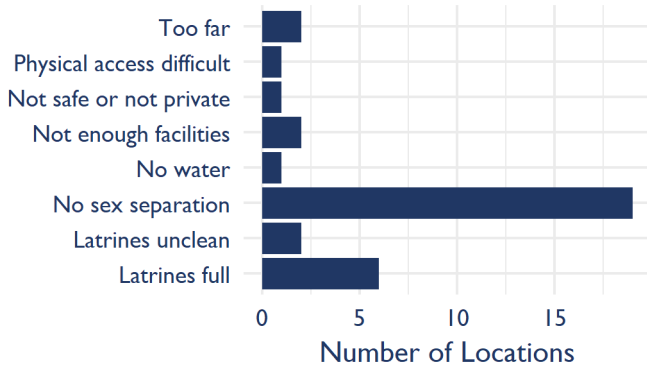 Too far
Physical access difficult
Not safe or not private
Not enough facilities
No water
No sex separation
Latrines unclean
Latrines full
0 5 10 15
Number of Locations